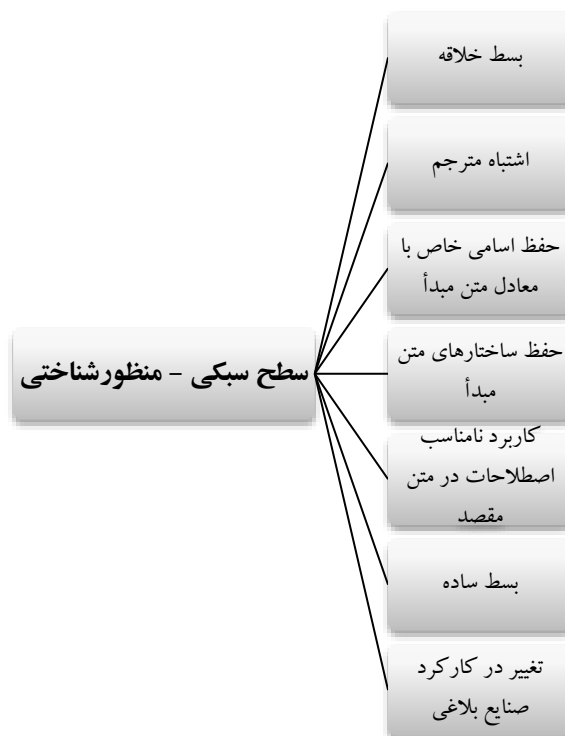 بسط خلاقه
اشتباه مترجم
حفظ اسامی خاص با
معادل متن مبدأ
حفظ ساختارهای متن
مبدأ
سطح سبکی – منظورشناختی
کاربرد نامناسب
اصطلاحات در متن
مقصد
بسط ساده
تغییر در کارکرد
صنایع بلاغی